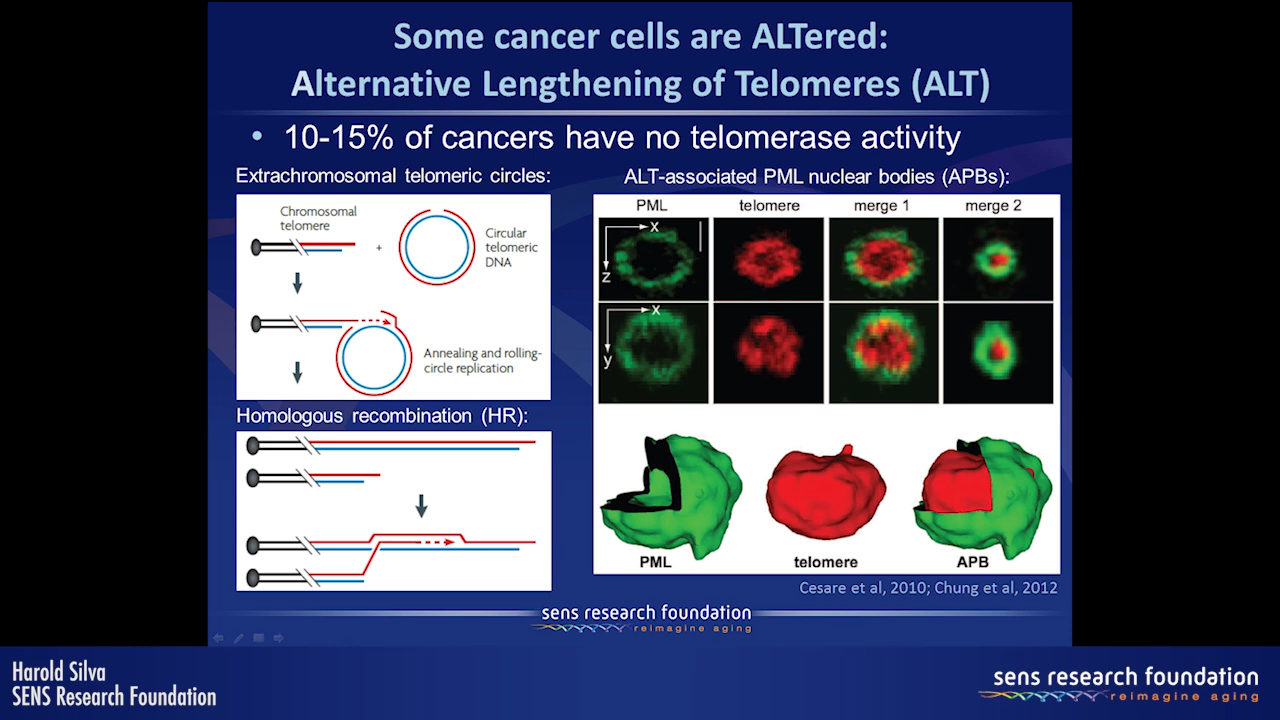 Some cancer cells are ALTered:
Alternative Lengthening of Telomeres (ALT)
• 10-15% of cancers have no telomerase activity
Extrachromosomal telomeric circles:
Chromosomal
telomere
+
Circular
telomeric
DNA
Annealing and rolling-
circle replication
Homologous recombination (HR):
ALT-associated PML nuclear bodies (APBs):
PML telomere merge 1 merge 2
x
z
x
y
PML telomere APB
Cesare et al, 2010; Chung et al, 2012
sens research foundation
reimagine aging
Harold Silva
SENS Research Foundation
sens research foundation
reimagine aging